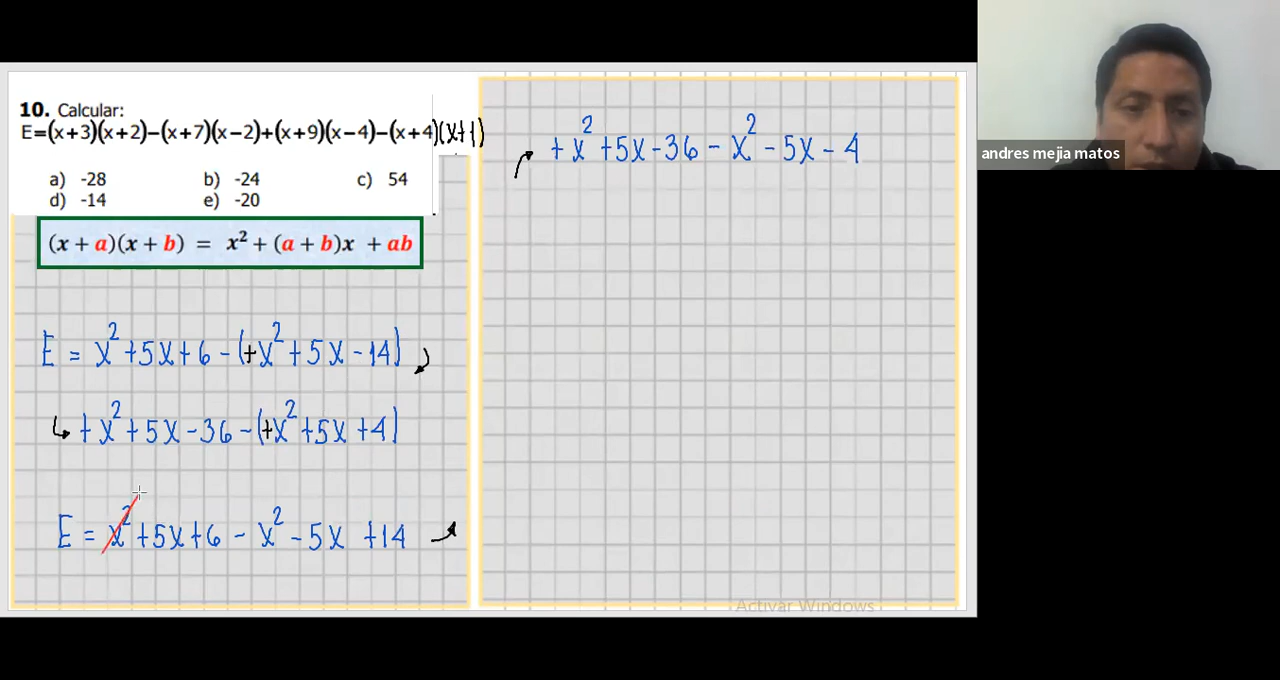 10. Calcular:
E=(x+3)(x+2)−(x+7)(x−2)+(x+9)(x−4)−(x+4)(x+1)
a) -28 b) -24 c) 54
d) -14 e) -20
(x + a)(x + b) = x² + (a + b)x + ab
E = x² + 5x + 6 - (+x² + 5x - 14)
+ x² + 5x - 36 - (+x² + 5x + 4)
E = x² + 5x + 6 - x² - 5x + 14
+ x² + 5x - 36 - x² - 5x - 4
andres mejia matos
Activar Windows